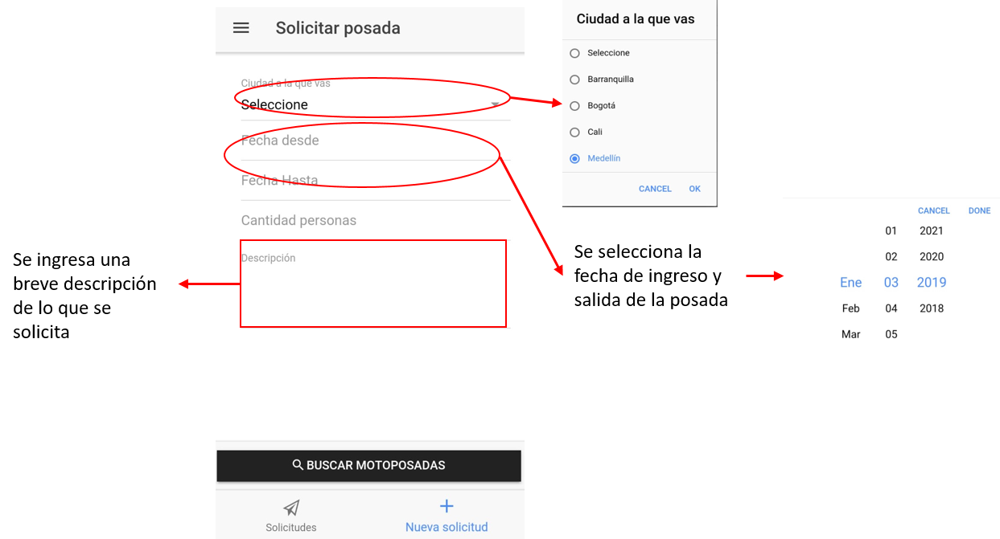 Solicitar posada
Ciudad a la que vas
Seleccione
Fecha desde
Fecha Hasta
Cantidad personas
Descripción
BUSCAR MOTOPOSADAS
Solicitudes
Nueva solicitud
Se ingresa una
breve descripción
de lo que se
solicita
Ciudad a la que vas
Seleccione
Barranquilla
Bogotá
Cali
Medellín
CANCEL OK
Se selecciona la
fecha de ingreso y
salida de la posada
CANCEL DONE
01 2021
02 2020
Ene 03 2019
Feb 04 2018
Mar 05